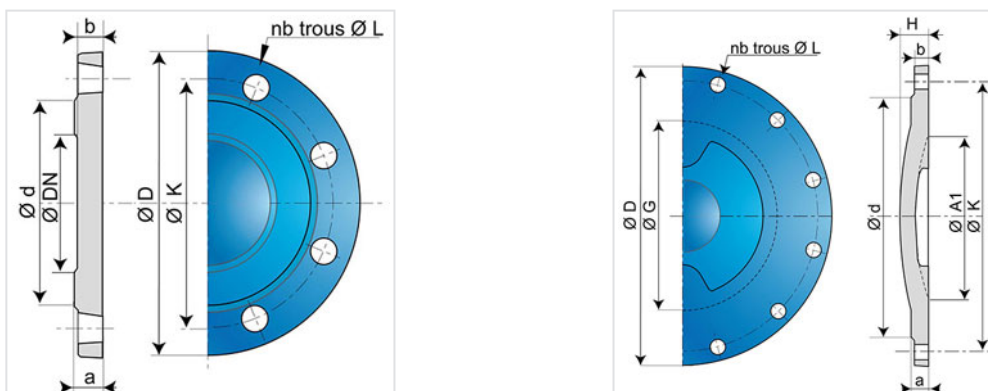 b
nb trous Ø L
Ø d
Ø DN
Ø D
Ø K
a
nb trous Ø L
H
b
Ø D
Ø G
Ø d
Ø A1
Ø K
a